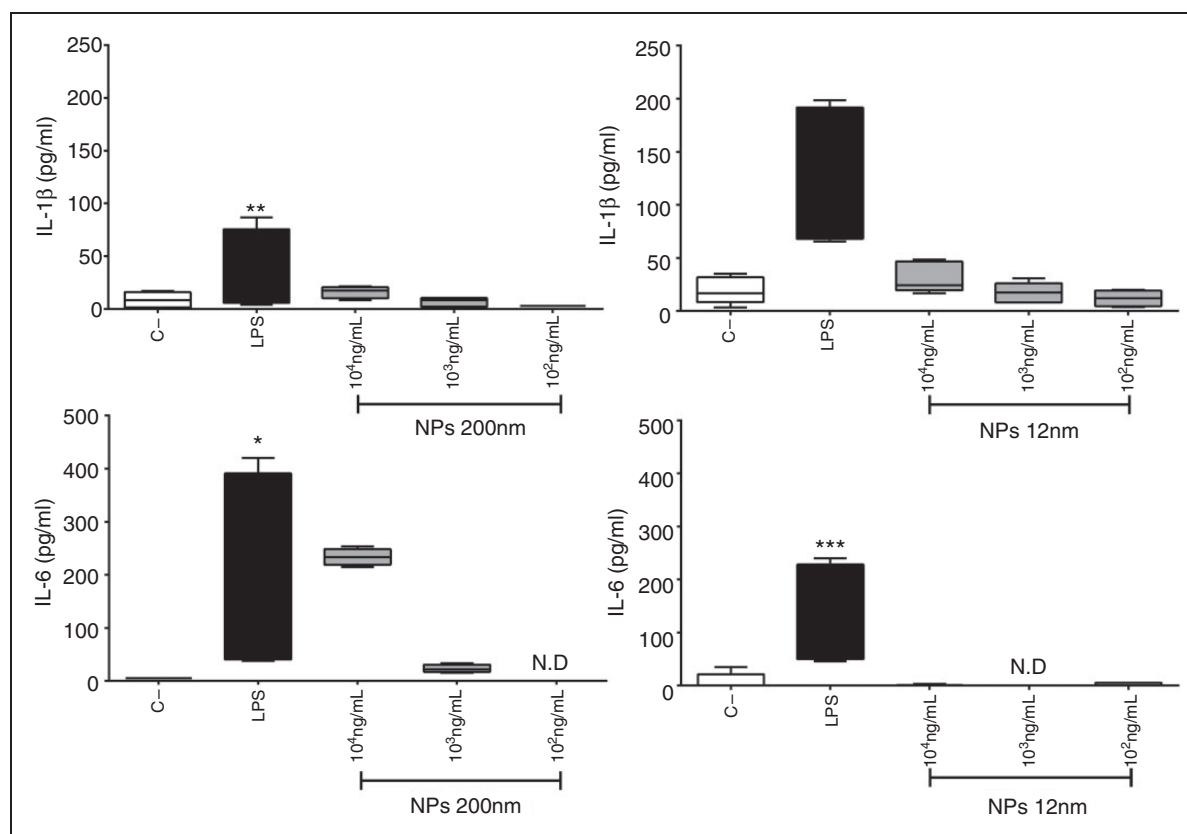 250
200
150
100
50
0
IL-1β (pg/ml)
**
C–
LPS
10⁴ng/mL
10³ng/mL
10²ng/mL
NPs 200nm
250
200
150
100
50
0
IL-1β (pg/ml)
C–
LPS
10⁴ng/mL
10³ng/mL
10²ng/mL
NPs 12nm
500
400
300
200
100
0
IL-6 (pg/ml)
*
N.D
C–
LPS
10⁴ng/mL
10³ng/mL
10²ng/mL
NPs 200nm
500
400
300
200
100
0
IL-6 (pg/ml)
***
N.D
C–
LPS
10⁴ng/mL
10³ng/mL
10²ng/mL
NPs 12nm